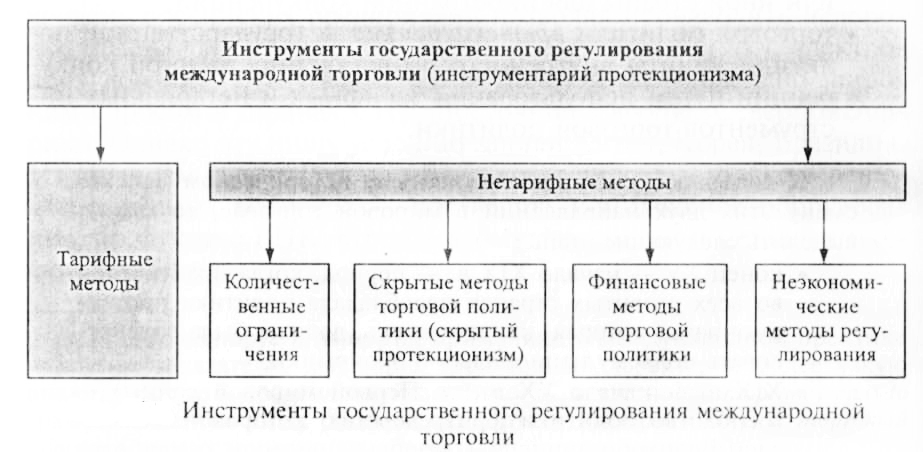 Инструменты государственного регулирования
международной торговли (инструментарий протекционизма)
Тарифные
методы
Нетарифные методы
Количест-
венные
ограни-
чения
Скрытые методы
торговой поли-
тики (скрытый
протекционизм)
Финансовые
методы
торговой
политики
Неэкономи-
ческие
методы регу-
лирования
Инструменты государственного регулирования международной
торговли